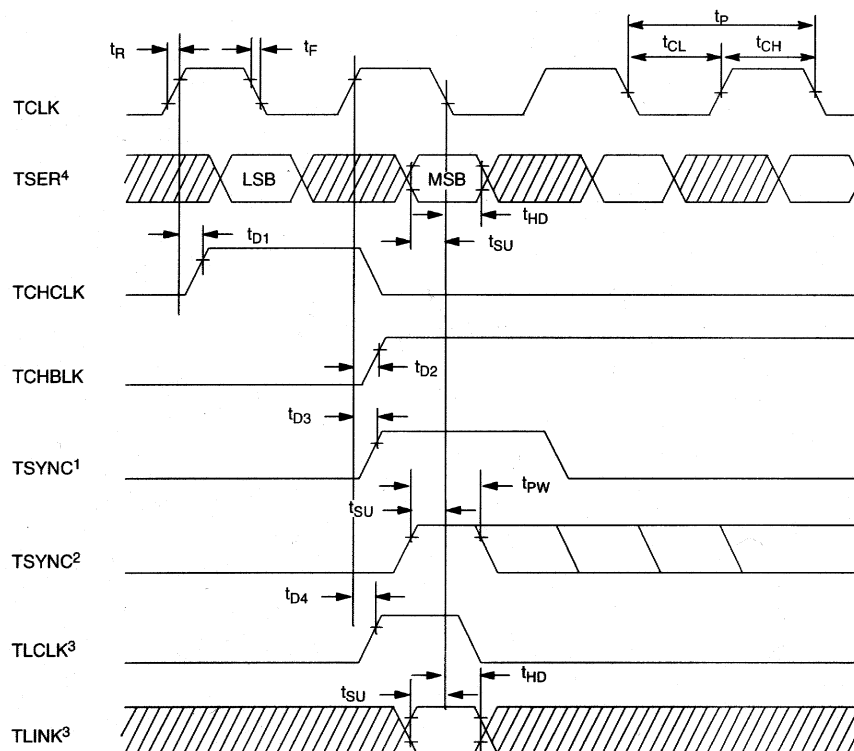 tP
tR
tF
tCL
tCH
TCLK
TSER4
LSB
MSB
tHD
tD1
tSU
TCHCLK
TCHBLK
tD2
tD3
TSYNC1
tPW
tSU
TSYNC2
tD4
TLCLK3
tHD
tSU
TLINK3